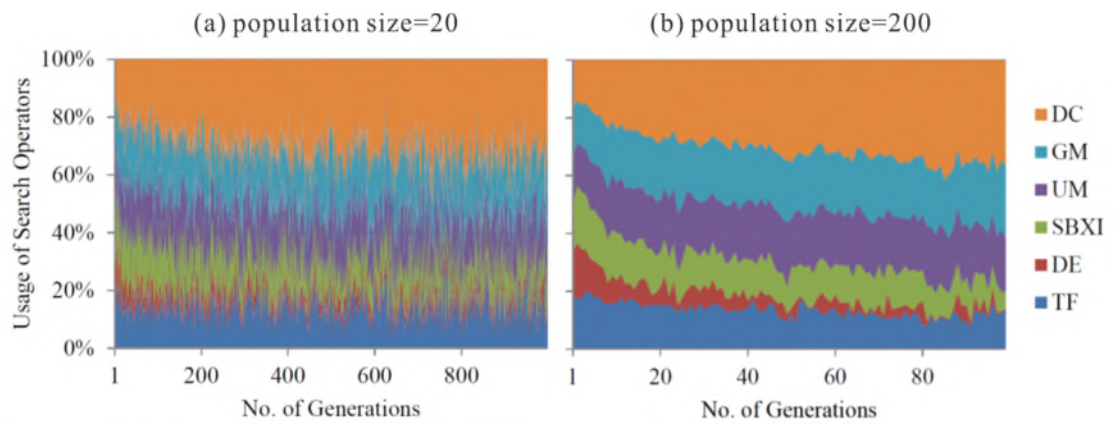 (a) population size=20
(b) population size=200
Usage of Search Operators
100%
80%
60%
40%
20%
0%
1 200 400 600 800
No. of Generations
1 20 40 60 80
No. of Generations
DC
GM
UM
SBXI
DE
TF